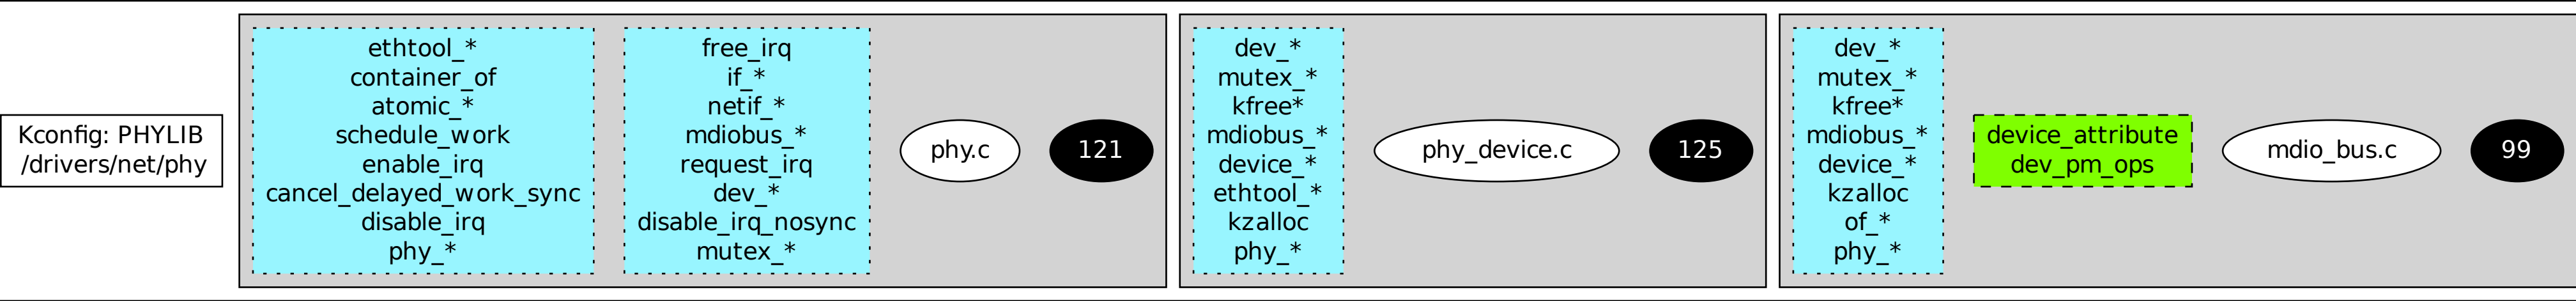 Kconfig: PHYLIB
/drivers/net/phy
ethtool_*
container_of
atomic_*
schedule_work
enable_irq
cancel_delayed_work_sync
disable_irq
phy_*
free_irq
if_*
netif_*
mdiobus_*
request_irq
dev_*
disable_irq_nosync
mutex_*
phy.c
121
dev_*
mutex_*
kfree*
mdiobus_*
device_*
ethtool_*
kzalloc
phy_*
phy_device.c
125
dev_*
mutex_*
kfree*
mdiobus_*
device_*
kzalloc
of_*
phy_*
device_attribute
dev_pm_ops
mdio_bus.c
99